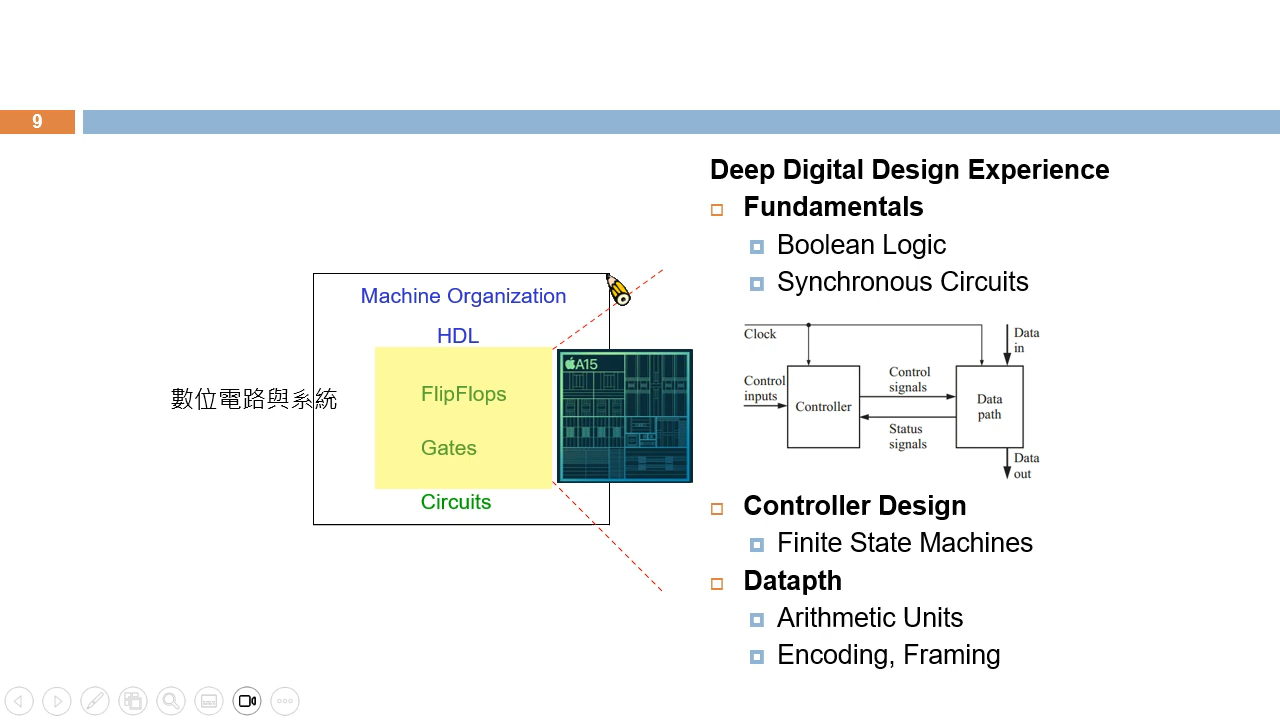 9
Deep Digital Design Experience
Fundamentals
Boolean Logic
Synchronous Circuits
Machine Organization
HDL
FlipFlops
Gates
Circuits
數位電路與系統
A15
Clock
Data
in
Control
inputs
Controller
Control
signals
Status
signals
Data
path
Data
out
Controller Design
Finite State Machines
Datapth
Arithmetic Units
Encoding, Framing